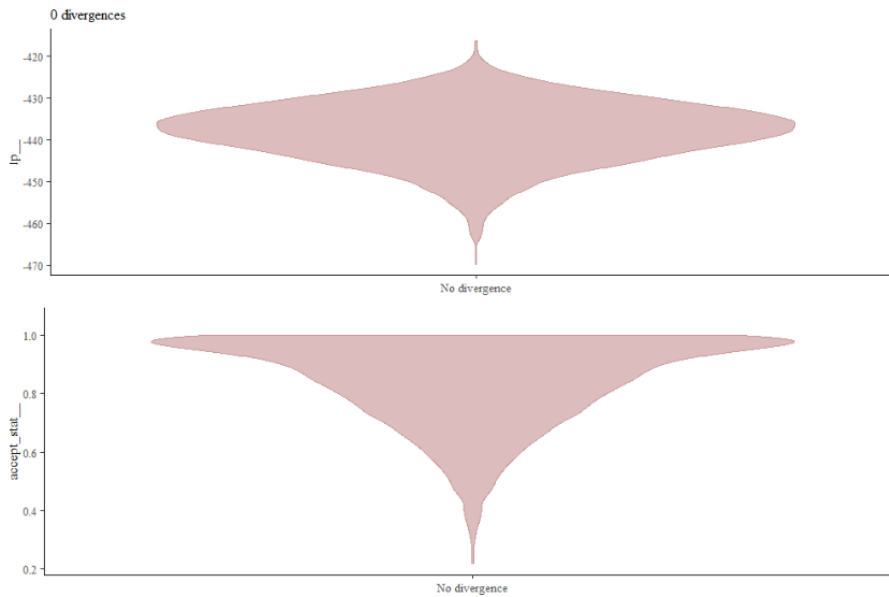 0 divergences
-420
-430
-440
-450
-460
-470
lp__
No divergence
1.0
0.8
0.6
0.4
0.2
accept_stat__
No divergence